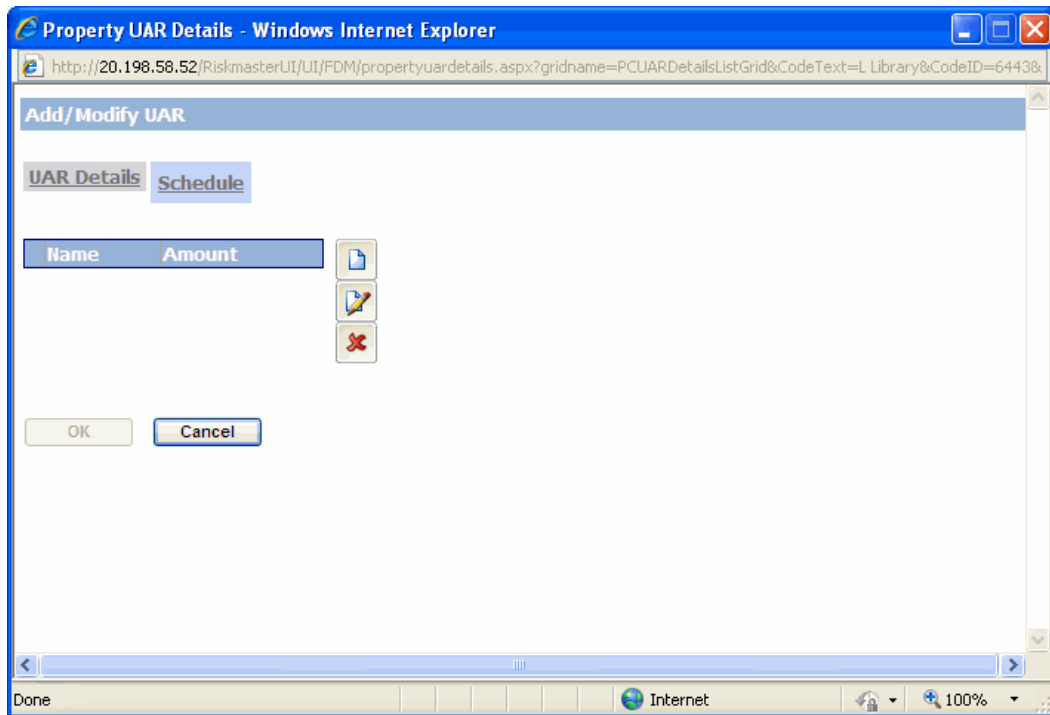 Property UAR Details - Windows Internet Explorer
http://20.198.58.52/RiskmasterUI/UI/FDM/propertyuardetails.aspx?gridname=PCUARDetailsListGrid&CodeText=L Library&CodeID=6443&
Add/Modify UAR
UAR Details Schedule
Name Amount
OK Cancel
Done Internet 100%